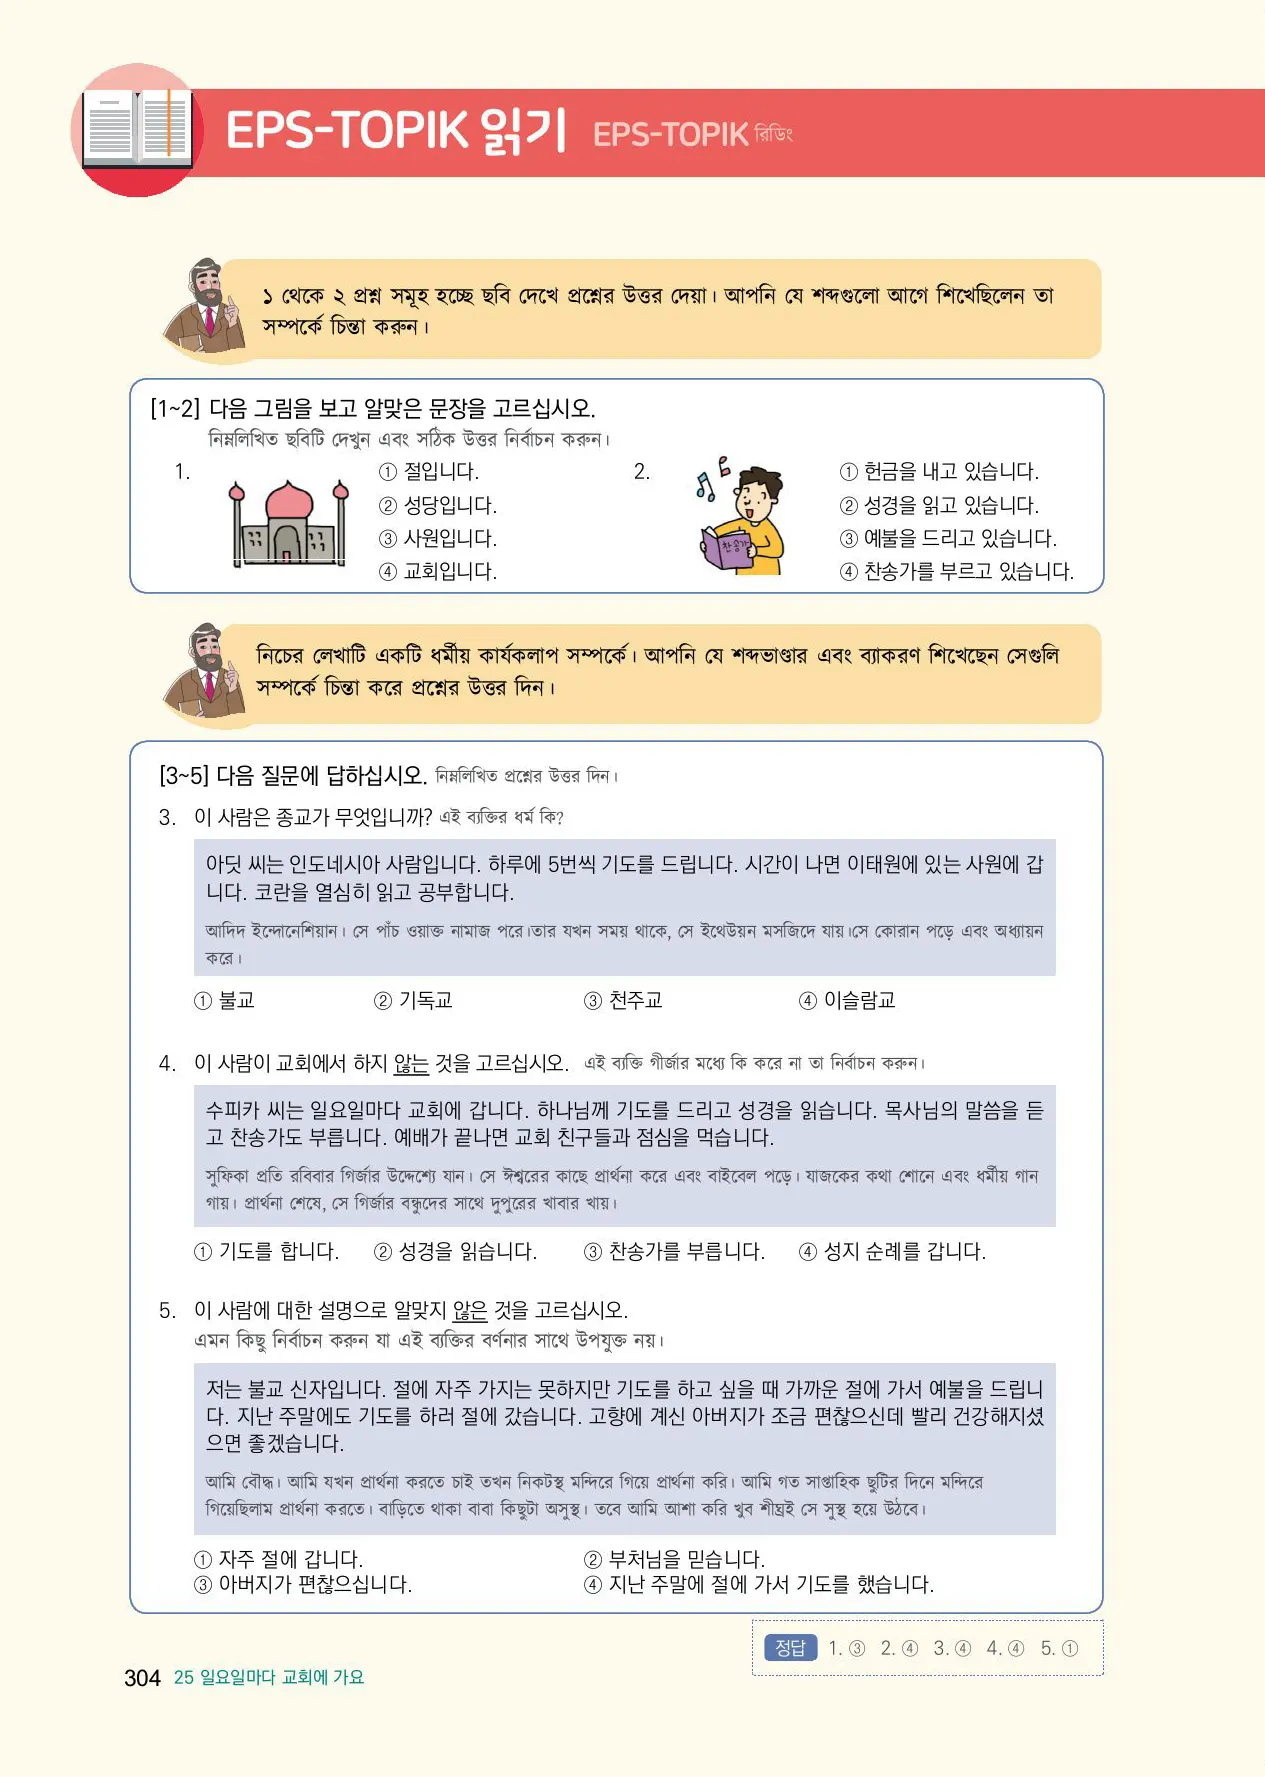 EPS-TOPIK 읽기 EPS-TOPIK রিডিং
১ থেকে ২ প্রশ্ন সমূহ হচ্ছে ছবি দেখে প্রশ্নের উত্তর দেয়া। আপনি যে শব্দগুলো আগে শিখেছিলেন তা
সম্পর্কে চিন্তা করুন।
[1~2] 다음 그림을 보고 알맞은 문장을 고르십시오.
নিম্নলিখিত ছবিটি দেখুন এবং সঠিক উত্তর নির্বাচন করুন।
1.
① 절입니다.
② 성당입니다.
③ 사원입니다.
④ 교회입니다.
2.
찬송가
① 헌금을 내고 있습니다.
② 성경을 읽고 있습니다.
③ 예불을 드리고 있습니다.
④ 찬송가를 부르고 있습니다.
নিচের লেখাটি একটি ধর্মীয় কার্যকলাপ সম্পর্কে। আপনি যে শব্দভাণ্ডার এবং ব্যাকরণ শিখেছেন সেগুলি
সম্পর্কে চিন্তা করে প্রশ্নের উত্তর দিন।
[3~5] 다음 질문에 답하십시오. নিম্নলিখিত প্রশ্নের উত্তর দিন।
3. 이 사람은 종교가 무엇입니까? এই ব্যক্তির ধর্ম কি?
아딧 씨는 인도네시아 사람입니다. 하루에 5번씩 기도를 드립니다. 시간이 나면 이태원에 있는 사원에 갑
니다. 코란을 열심히 읽고 공부합니다.
আদিদ ইন্দোনেশিয়ান। সে পাঁচ ওয়াক্ত নামাজ পরে।তার যখন সময় থাকে, সে ইথেউয়ন মসজিদে যায়।সে কোরান পড়ে এবং অধ্যায়ন
করে।
① 불교 ② 기독교 ③ 천주교 ④ 이슬람교
4. 이 사람이 교회에서 하지 않는 것을 고르십시오. এই ব্যক্তি গীর্জার মধ্যে কি করে না তা নির্বাচন করুন।
수피카 씨는 일요일마다 교회에 갑니다. 하나님께 기도를 드리고 성경을 읽습니다. 목사님의 말씀을 듣
고 찬송가도 부릅니다. 예배가 끝나면 교회 친구들과 점심을 먹습니다.
সুফিকা প্রতি রবিবার গির্জার উদ্দেশ্যে যান। সে ঈশ্বরের কাছে প্রার্থনা করে এবং বাইবেল পড়ে। যাজকের কথা শোনে এবং ধর্মীয় গান
গায়। প্রার্থনা শেষে, সে গির্জার বন্ধুদের সাথে দুপুরের খাবার খায়।
① 기도를 합니다. ② 성경을 읽습니다. ③ 찬송가를 부릅니다. ④ 성지 순례를 갑니다.
5. 이 사람에 대한 설명으로 알맞지 않은 것을 고르십시오.
এমন কিছু নির্বাচন করুন যা এই ব্যক্তির বর্ণনার সাথে উপযুক্ত নয়।
저는 불교 신자입니다. 절에 자주 가지는 못하지만 기도를 하고 싶을 때 가까운 절에 가서 예불을 드립니
다. 지난 주말에도 기도를 하러 절에 갔습니다. 고향에 계신 아버지가 조금 편찮으신데 빨리 건강해지셨
으면 좋겠습니다.
আমি বৌদ্ধ। আমি যখন প্রার্থনা করতে চাই তখন নিকটস্থ মন্দিরে গিয়ে প্রার্থনা করি। আমি গত সাপ্তাহিক ছুটির দিনে মন্দিরে
গিয়েছিলাম প্রার্থনা করতে। বাড়িতে থাকা বাবা কিছুটা অসুস্থ। তবে আমি আশা করি খুব শীঘ্রই সে সুস্থ হয়ে উঠবে।
① 자주 절에 갑니다. ② 부처님을 믿습니다.
③ 아버지가 편찮으십니다. ④ 지난 주말에 절에 가서 기도를 했습니다.
정답 1. ③ 2. ④ 3. ④ 4. ④ 5. ①
304 25 일요일마다 교회에 가요